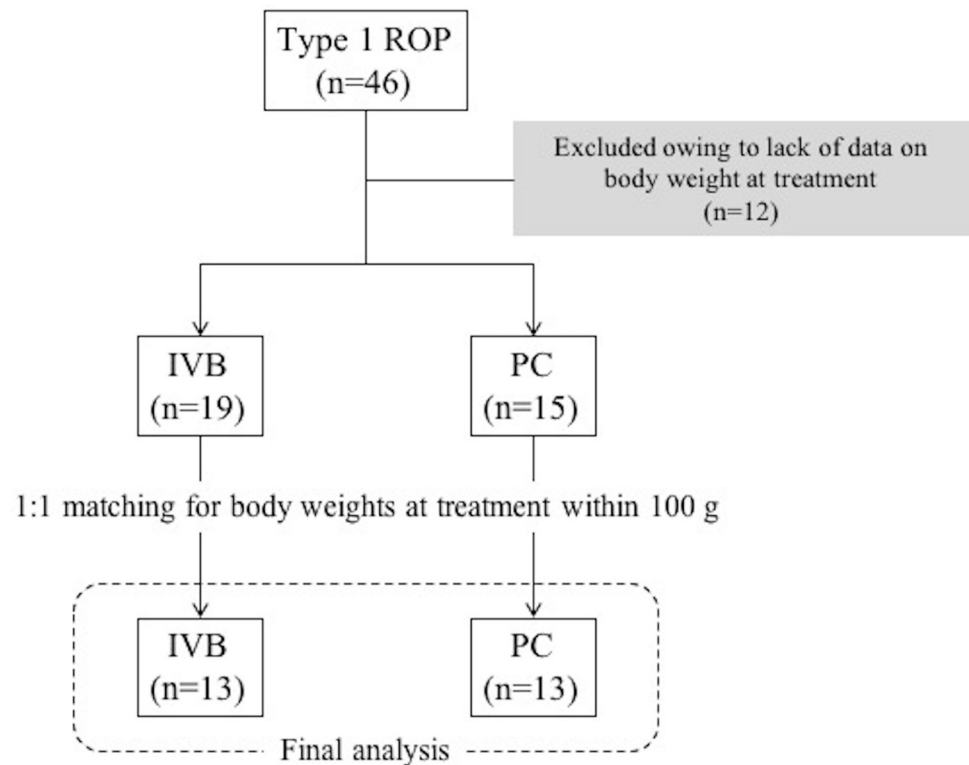 Type 1 ROP
(n=46)
Excluded owing to lack of data on
body weight at treatment
(n=12)
IVB
(n=19)
PC
(n=15)
1:1 matching for body weights at treatment within 100 g
IVB
(n=13)
PC
(n=13)
Final analysis